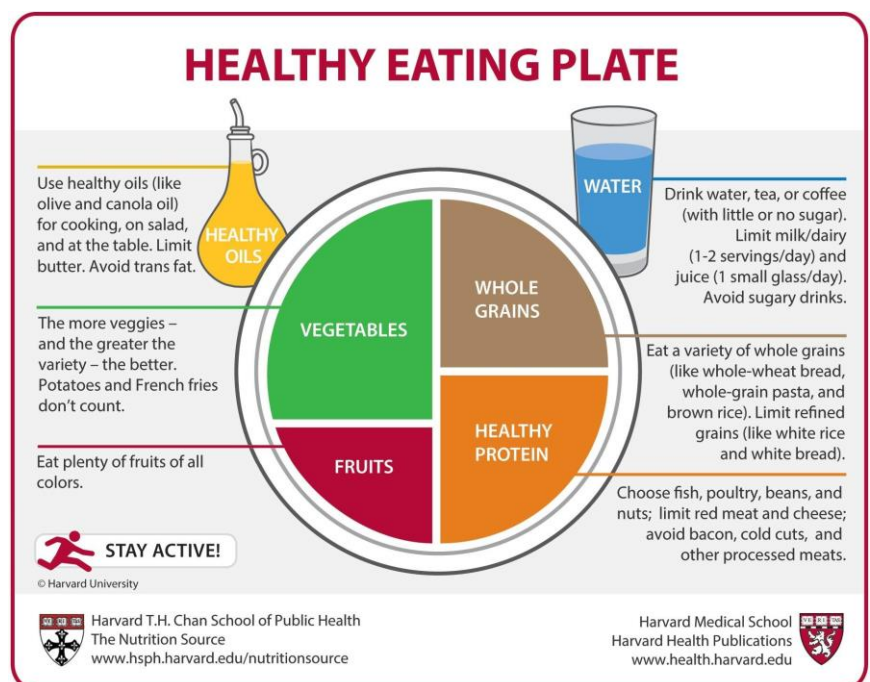 HEALTHY EATING PLATE
HEALTHY
OILS
Use healthy oils (like
olive and canola oil)
for cooking, on salad,
and at the table. Limit
butter. Avoid trans fat.
WATER
Drink water, tea, or coffee
(with little or no sugar).
Limit milk/dairy
(1-2 servings/day) and
juice (1 small glass/day).
Avoid sugary drinks.
VEGETABLES
The more veggies –
and the greater the
variety – the better.
Potatoes and French fries
don't count.
WHOLE
GRAINS
Eat a variety of whole grains
(like whole-wheat bread,
whole-grain pasta, and
brown rice). Limit refined
grains (like white rice
and white bread).
FRUITS
Eat plenty of fruits of all
colors.
HEALTHY
PROTEIN
Choose fish, poultry, beans, and
nuts; limit red meat and cheese;
avoid bacon, cold cuts, and
other processed meats.
STAY ACTIVE!
© Harvard University
Harvard T.H. Chan School of Public Health
The Nutrition Source
www.hsph.harvard.edu/nutritionsource
Harvard Medical School
Harvard Health Publications
www.health.harvard.edu